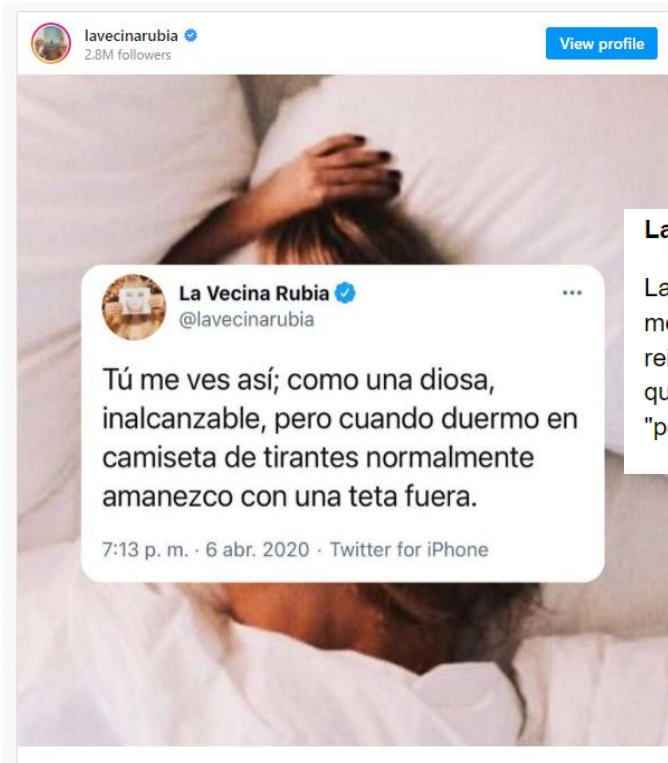 lavecinarubia
2.8M followers
View profile
La Vecina Rubia
@lavecinarubia
Tú me ves así; como una diosa,
inalcanzable, pero cuando duermo en
camiseta de tirantes normalmente
amanezco con una teta fuera.
7:13 p. m. · 6 abr. 2020 · Twitter for iPhone
La
La